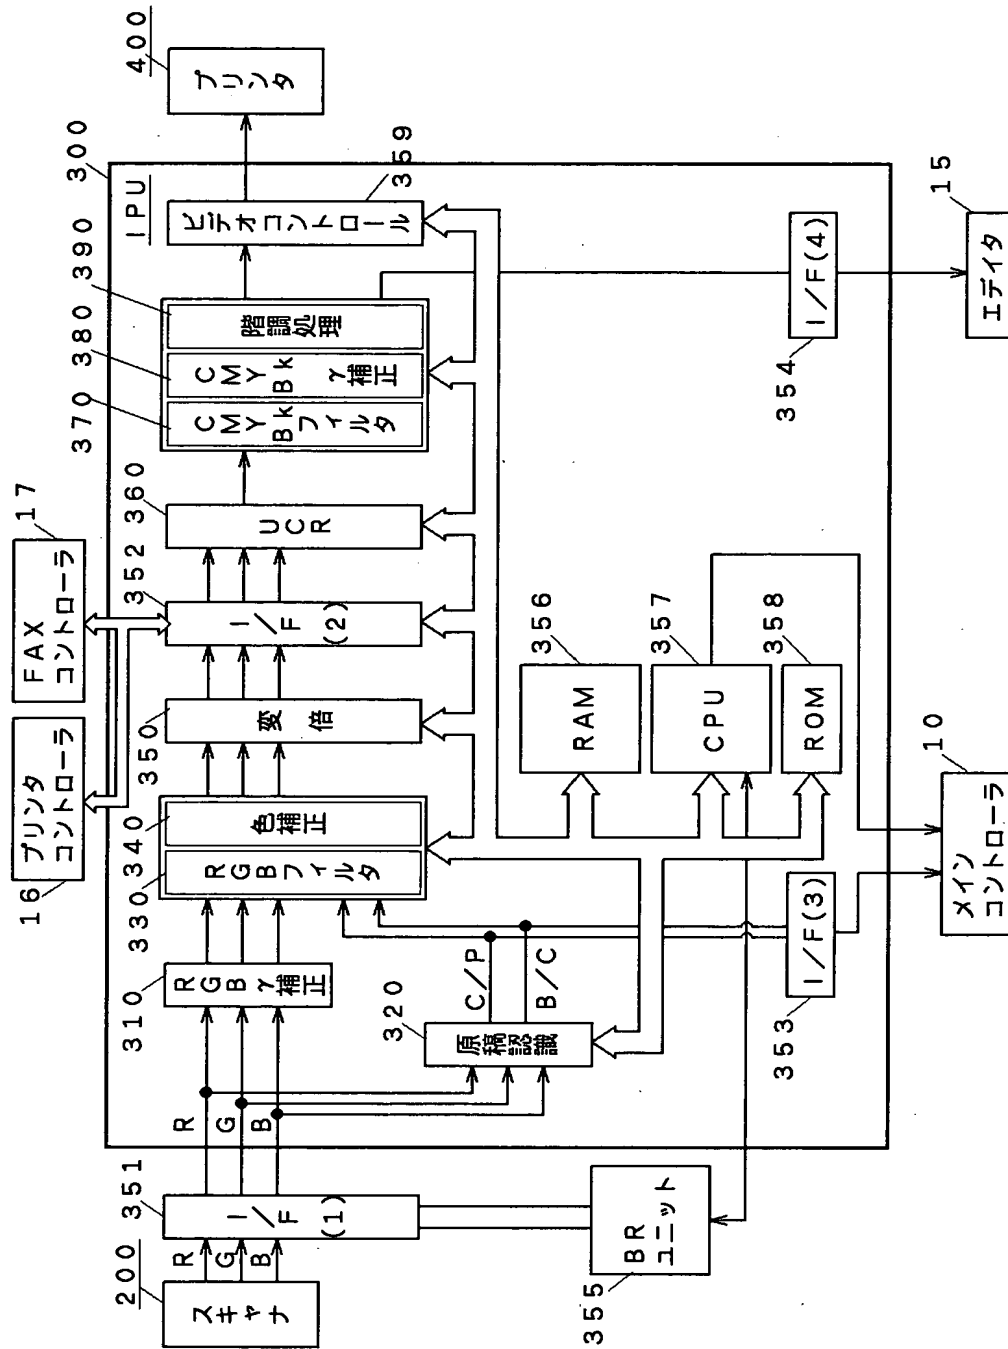 200
スキャナ
R
G
B
351
I/F
(1)
R
G
B
310
RGB
γ補正
320
原稿認識
C/P
B/C
330
RGBフィルタ
340
色補正
350
変倍
352
I/F
(2)
360
UCR
370
CMYBkフィルタ
380
CMYBk γ補正
390
階調処理
IPU
300
ビデオコントロール
359
400
プリンタ
16
プリンタ
コントローラ
17
FAX
コントローラ
RAM
356
CPU
357
ROM
358
355
BR
ユニット
353
I/F(3)
10
メイン
コントローラ
354
I/F(4)
15
エディタ